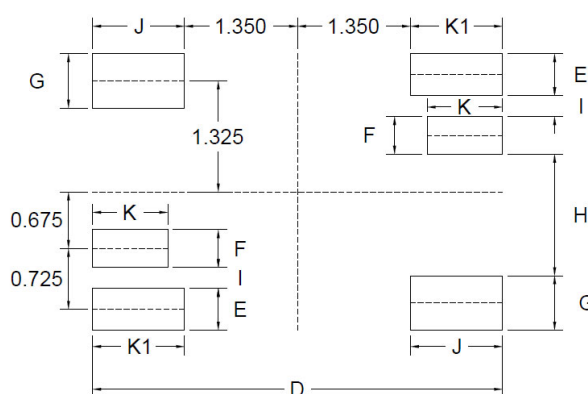 J 1.350 1.350 K1
G E
K I
F
1.325
K H
0.675
F
0.725 I
E G
K1 J
D